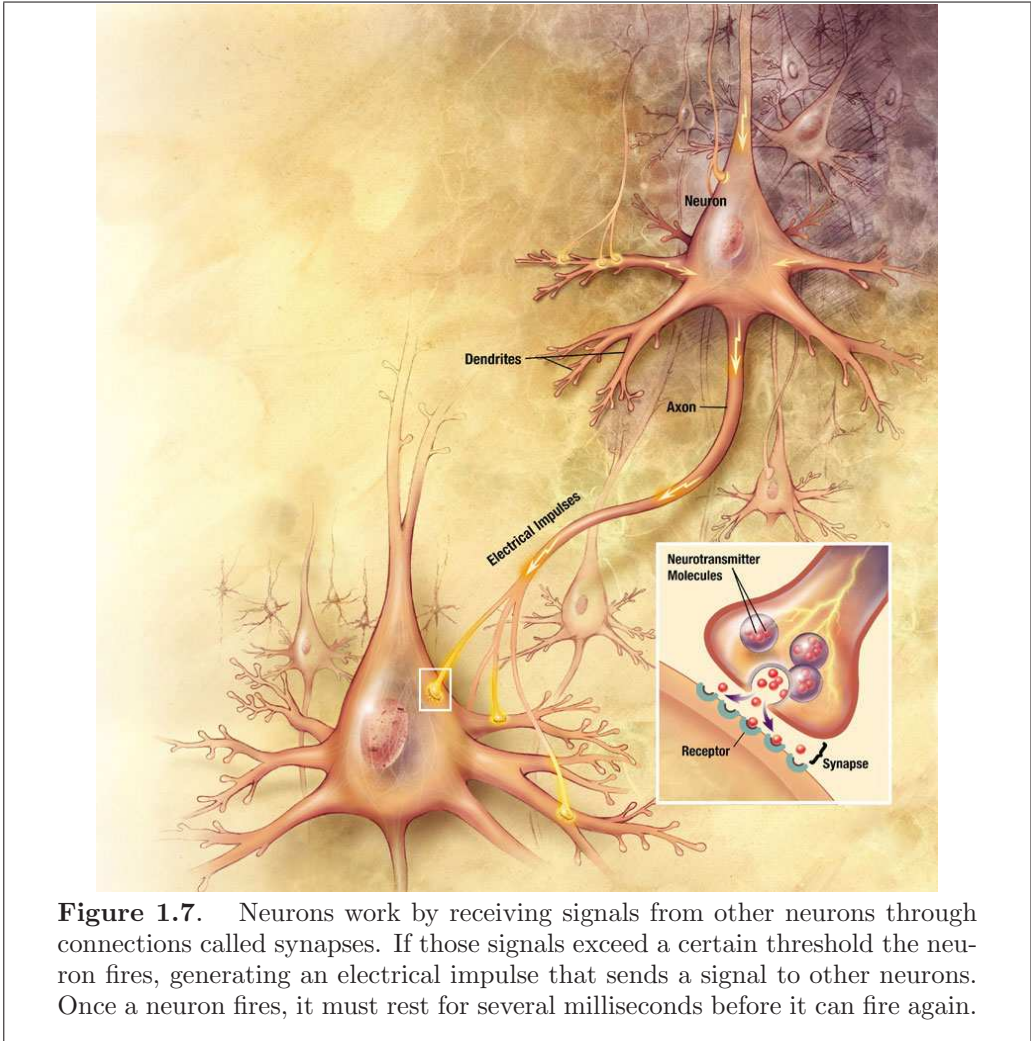 Neuron
Dendrites
Axon
Electrical Impulses
Neurotransmitter
Molecules
Receptor
Synapse
Figure 1.7. Neurons work by receiving signals from other neurons through
connections called synapses. If those signals exceed a certain threshold the neu-
ron fires, generating an electrical impulse that sends a signal to other neurons.
Once a neuron fires, it must rest for several milliseconds before it can fire again.